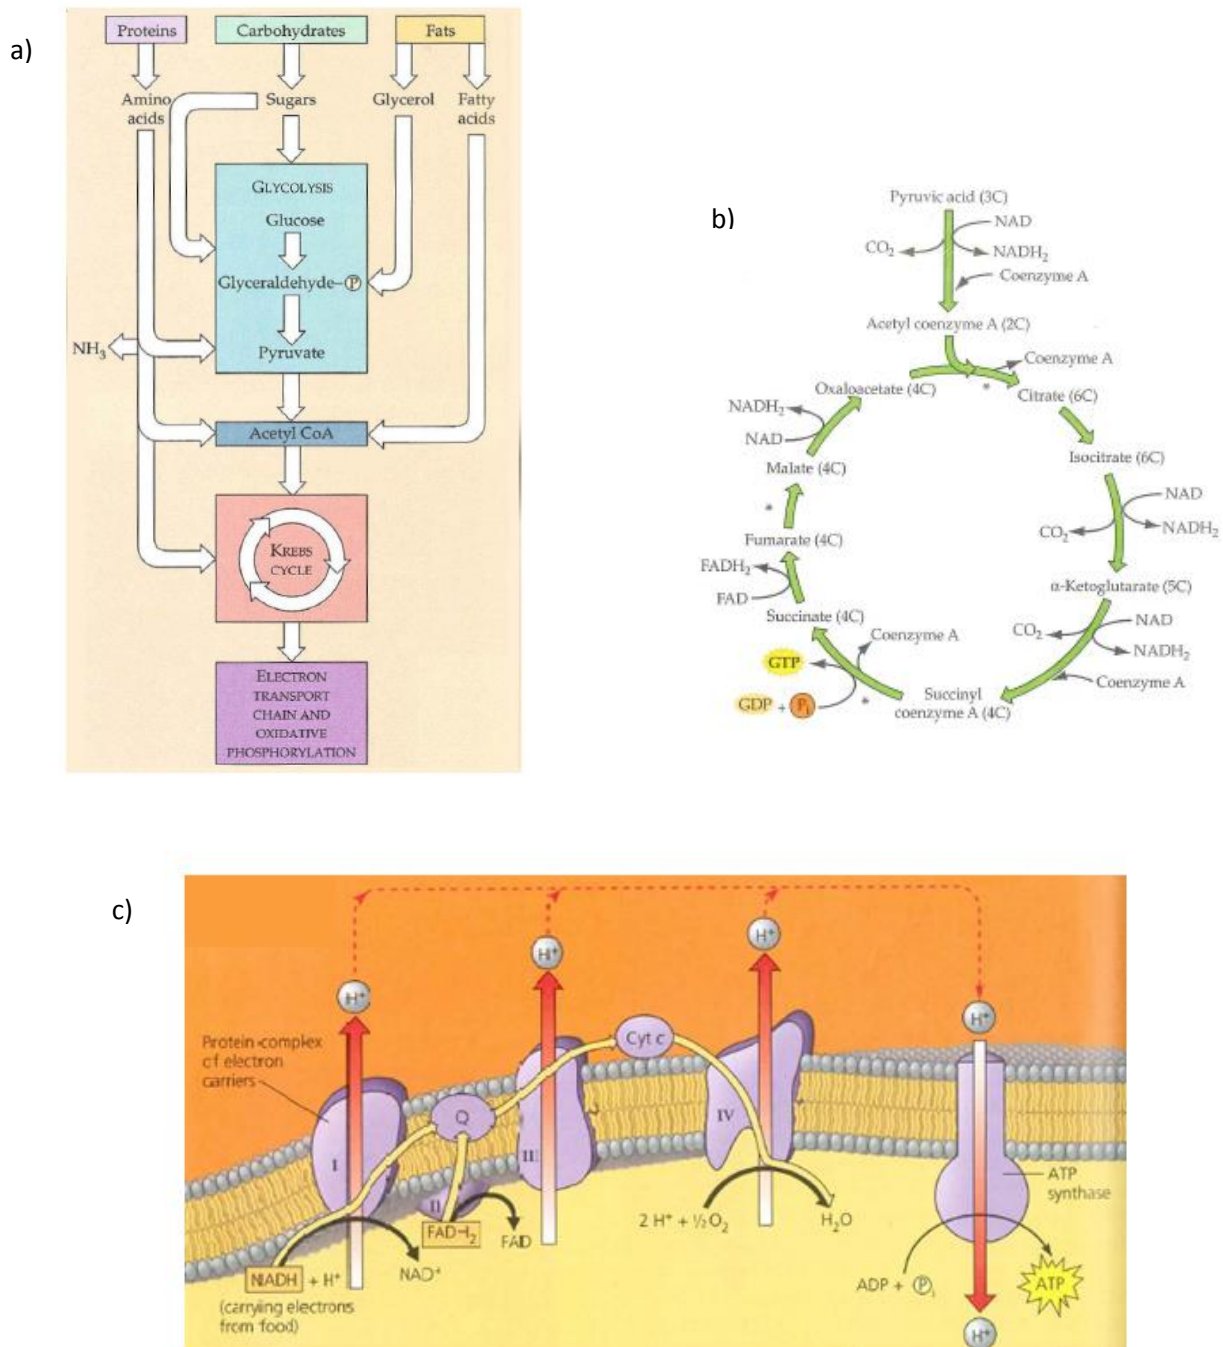 a)
Proteins
Carbohydrates
Fats
Amino
acids
Sugars
Glycerol
Fatty
acids
GLYCOLYSIS
Glucose
Glyceraldehyde–P
Pyruvate
NH3
Acetyl CoA
KREBS
CYCLE
ELECTRON
TRANSPORT
CHAIN AND
OXIDATIVE
PHOSPHORYLATION
b)
Pyruvic acid (3C)
NAD
CO2
NADH2
Coenzyme A
Acetyl coenzyme A (2C)
Coenzyme A
*
Citrate (6C)
Isocitrate (6C)
NAD
CO2
NADH2
α-Ketoglutarate (5C)
NAD
CO2
NADH2
Coenzyme A
Succinyl
coenzyme A (4C)
*
Coenzyme A
GTP
GDP + Pi
Succinate (4C)
FADH2
FAD
Fumarate (4C)
*
Malate (4C)
NADH2
NAD
Oxaloacetate (4C)
c)
H+
H+
H+
H+
Protein complex
of electron
carriers
Cyt c
Q
I
II
III
IV
NADH + H+
NAD+
(carrying electrons
from food)
FADH2
FAD
2 H+ + ½ O2
H2O
ATP
synthase
ADP + Pi
ATP
H+